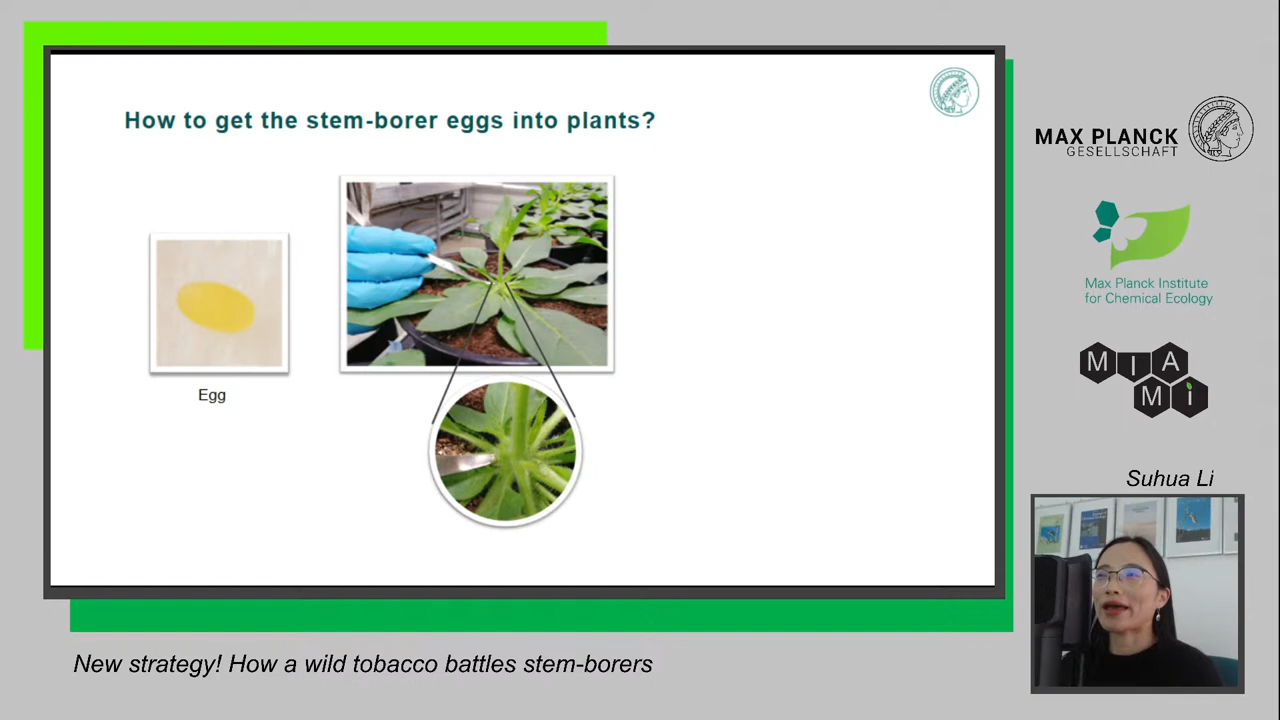 How to get the stem-borer eggs into plants?
Egg
MAX PLANCK
GESELLSCHAFT
Max Planck Institute
for Chemical Ecology
MIAMi
Suhua Li
New strategy! How a wild tobacco battles stem-borers